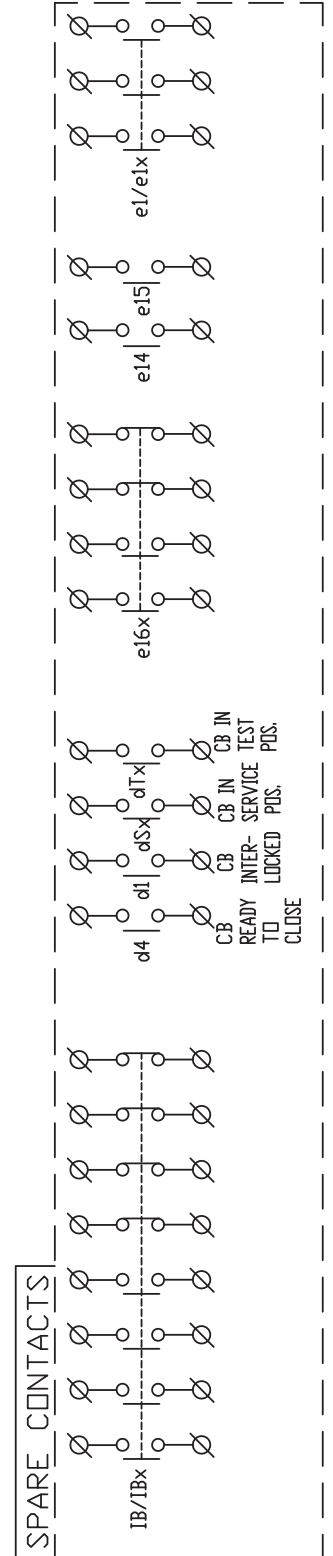 SPARE CONTACTS
IB/IBx
d4
d1
dSx
dTx
CB
READY
TO
CLOSE
CB
INTER-
LOCKED
CB IN
SERVICE
POS.
CB IN
TEST
POS.
e16x
e14
e15
e1/e1x